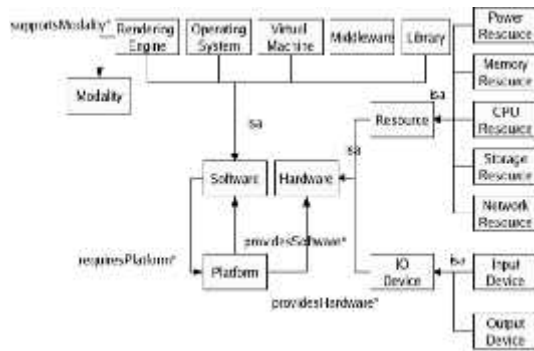 supportsModality*
Rendering Engine
Operating System
Virtual Machine
Middleware
Library
Power Resource
Memory Resource
Modality
isa
CPU Resource
Resource
isa
isa
Storage Resource
Software
Hardware
Network Resource
requiresPlatform*
providesSoftware*
Platform
isa
IO Device
Input Device
providesHardware*
Output Device